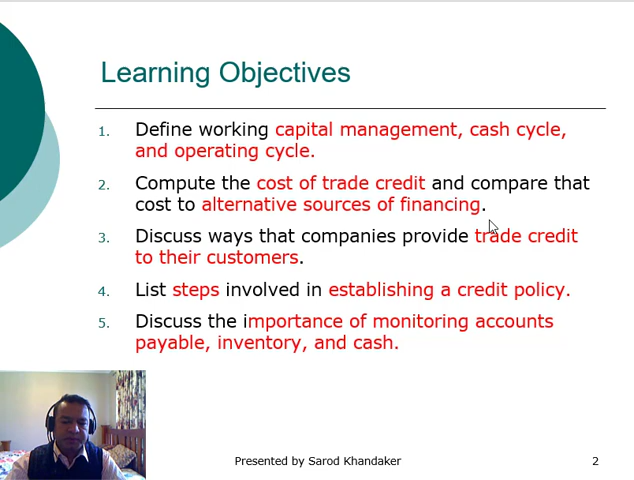 Learning Objectives
1. Define working capital management, cash cycle,
and operating cycle.
2. Compute the cost of trade credit and compare that
cost to alternative sources of financing.
3. Discuss ways that companies provide trade credit
to their customers.
4. List steps involved in establishing a credit policy.
5. Discuss the importance of monitoring accounts
payable, inventory, and cash.
Presented by Sarod Khandaker
2